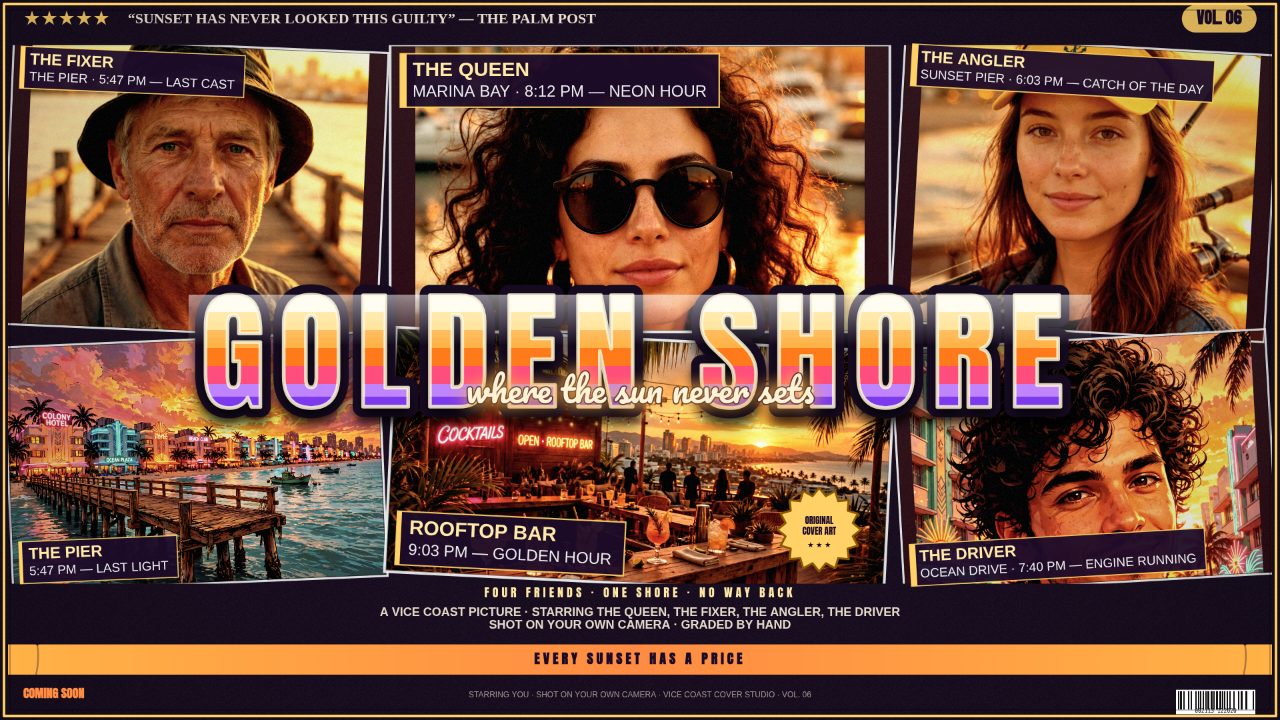 ★★★★★ “SUNSET HAS NEVER LOOKED THIS GUILTY” — THE PALM POST
VOL. 06
THE FIXER
THE PIER · 5:47 PM — LAST CAST
THE QUEEN
MARINA BAY · 8:12 PM — NEON HOUR
THE ANGLER
SUNSET PIER · 6:03 PM — CATCH OF THE DAY
GOLDEN SHORE
where the sun never sets
COLONY
HOTEL
OCEAN PLAZA
COCKTAILS
OPEN · ROOFTOP BAR
ORIGINAL
COVER ART
★ ★ ★
THE PIER
5:47 PM — LAST LIGHT
ROOFTOP BAR
9:03 PM — GOLDEN HOUR
THE DRIVER
OCEAN DRIVE · 7:40 PM — ENGINE RUNNING
FOUR FRIENDS · ONE SHORE · NO WAY BACK
A VICE COAST PICTURE · STARRING THE QUEEN, THE FIXER, THE ANGLER, THE DRIVER
SHOT ON YOUR OWN CAMERA · GRADED BY HAND
EVERY SUNSET HAS A PRICE
COMING SOON
STARRING YOU · SHOT ON YOUR OWN CAMERA · VICE COAST COVER STUDIO · VOL. 06